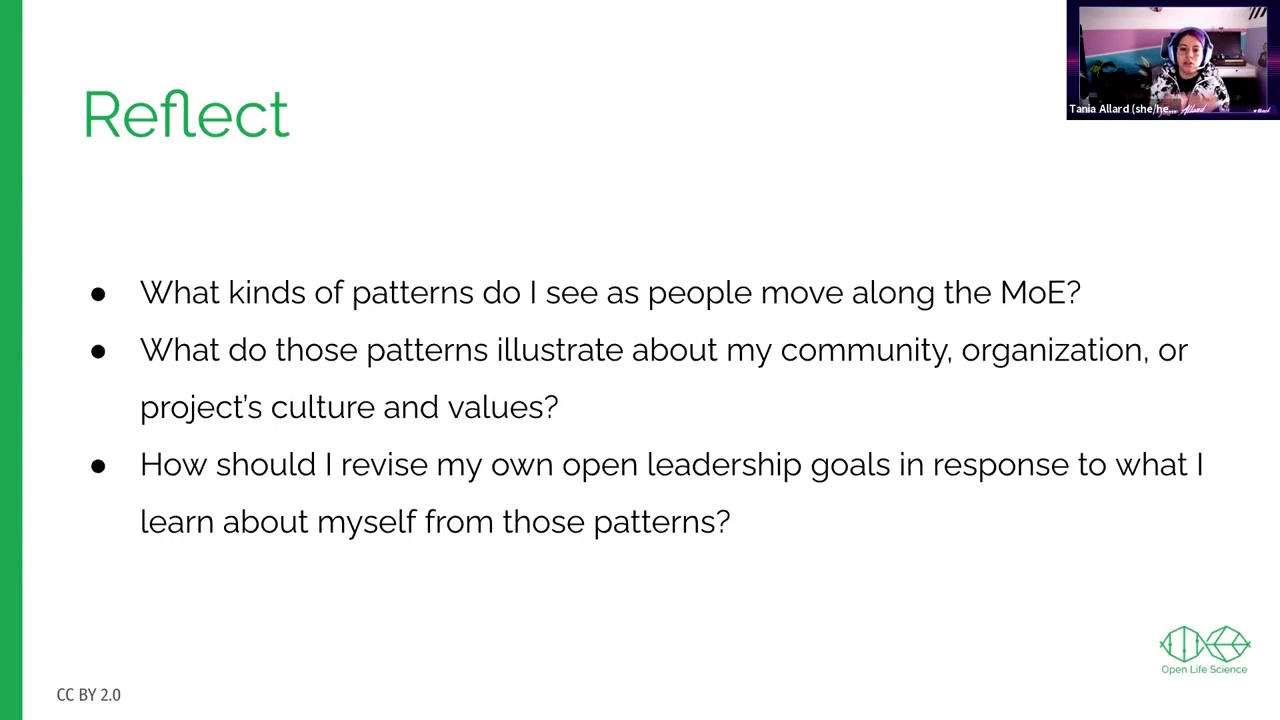 Reflect
Tania Allard (she/he...
Allard
● What kinds of patterns do I see as people move along the MoE?
● What do those patterns illustrate about my community, organization, or
project's culture and values?
● How should I revise my own open leadership goals in response to what I
learn about myself from those patterns?
Open Life Science
CC BY 2.0